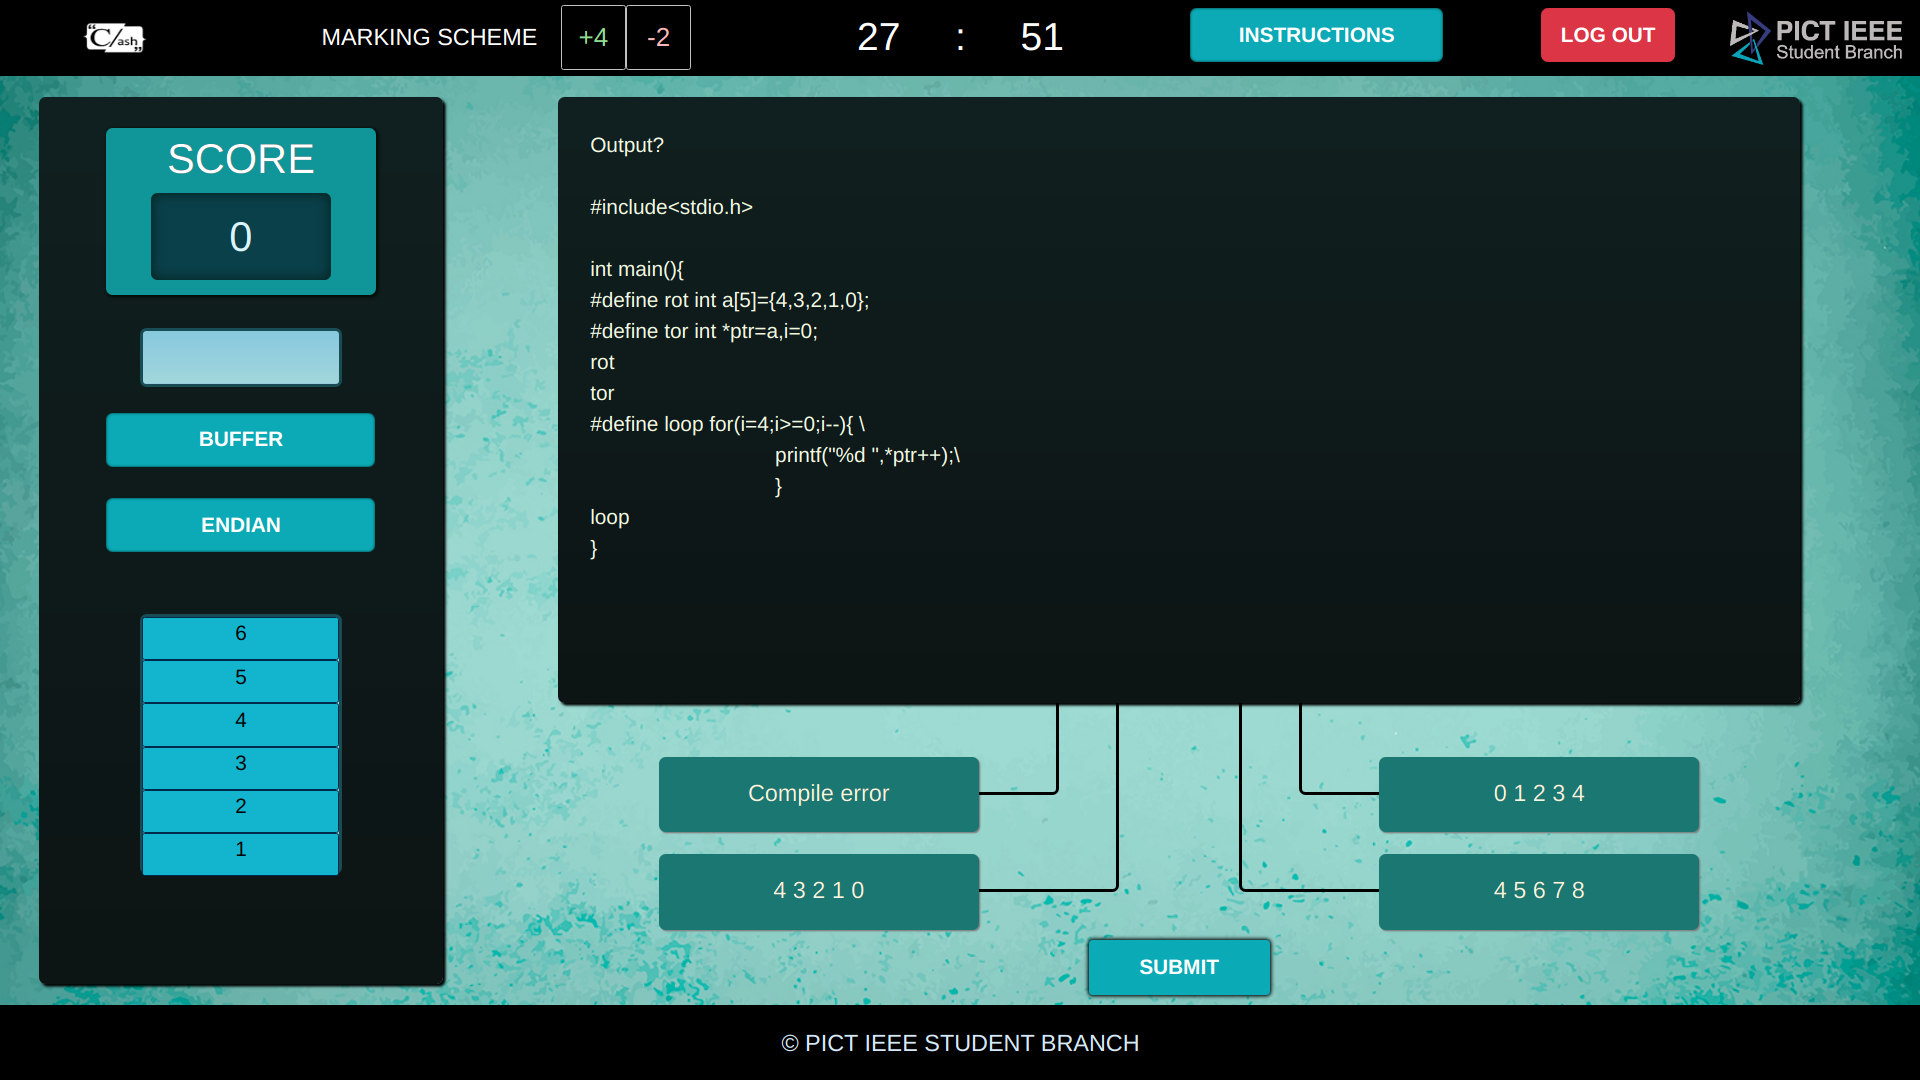 “C/ash„
MARKING SCHEME +4 -2
27 : 51
INSTRUCTIONS
LOG OUT
PICT IEEE
Student Branch
SCORE
0
BUFFER
ENDIAN
6
5
4
3
2
1
Output?
#include<stdio.h>
int main(){
#define rot int a[5]={4,3,2,1,0};
#define tor int *ptr=a,i=0;
rot
tor
#define loop for(i=4;i>=0;i--){ \
printf("%d ",*ptr++);\
}
loop
}
Compile error
0 1 2 3 4
4 3 2 1 0
4 5 6 7 8
SUBMIT
© PICT IEEE STUDENT BRANCH